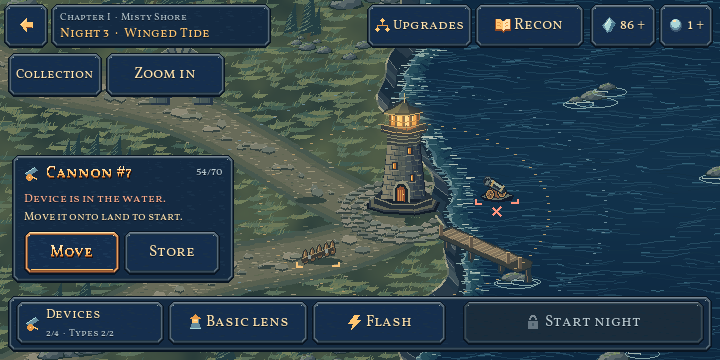 Chapter I · Misty Shore
Night 3 · Winged Tide
Upgrades
Recon
86 +
1 +
Collection
Zoom in
Cannon #7
54/70
Device is in the water.
Move it onto land to start.
Move
Store
Devices
2/4 · Types 2/2
Basic lens
Flash
Start night